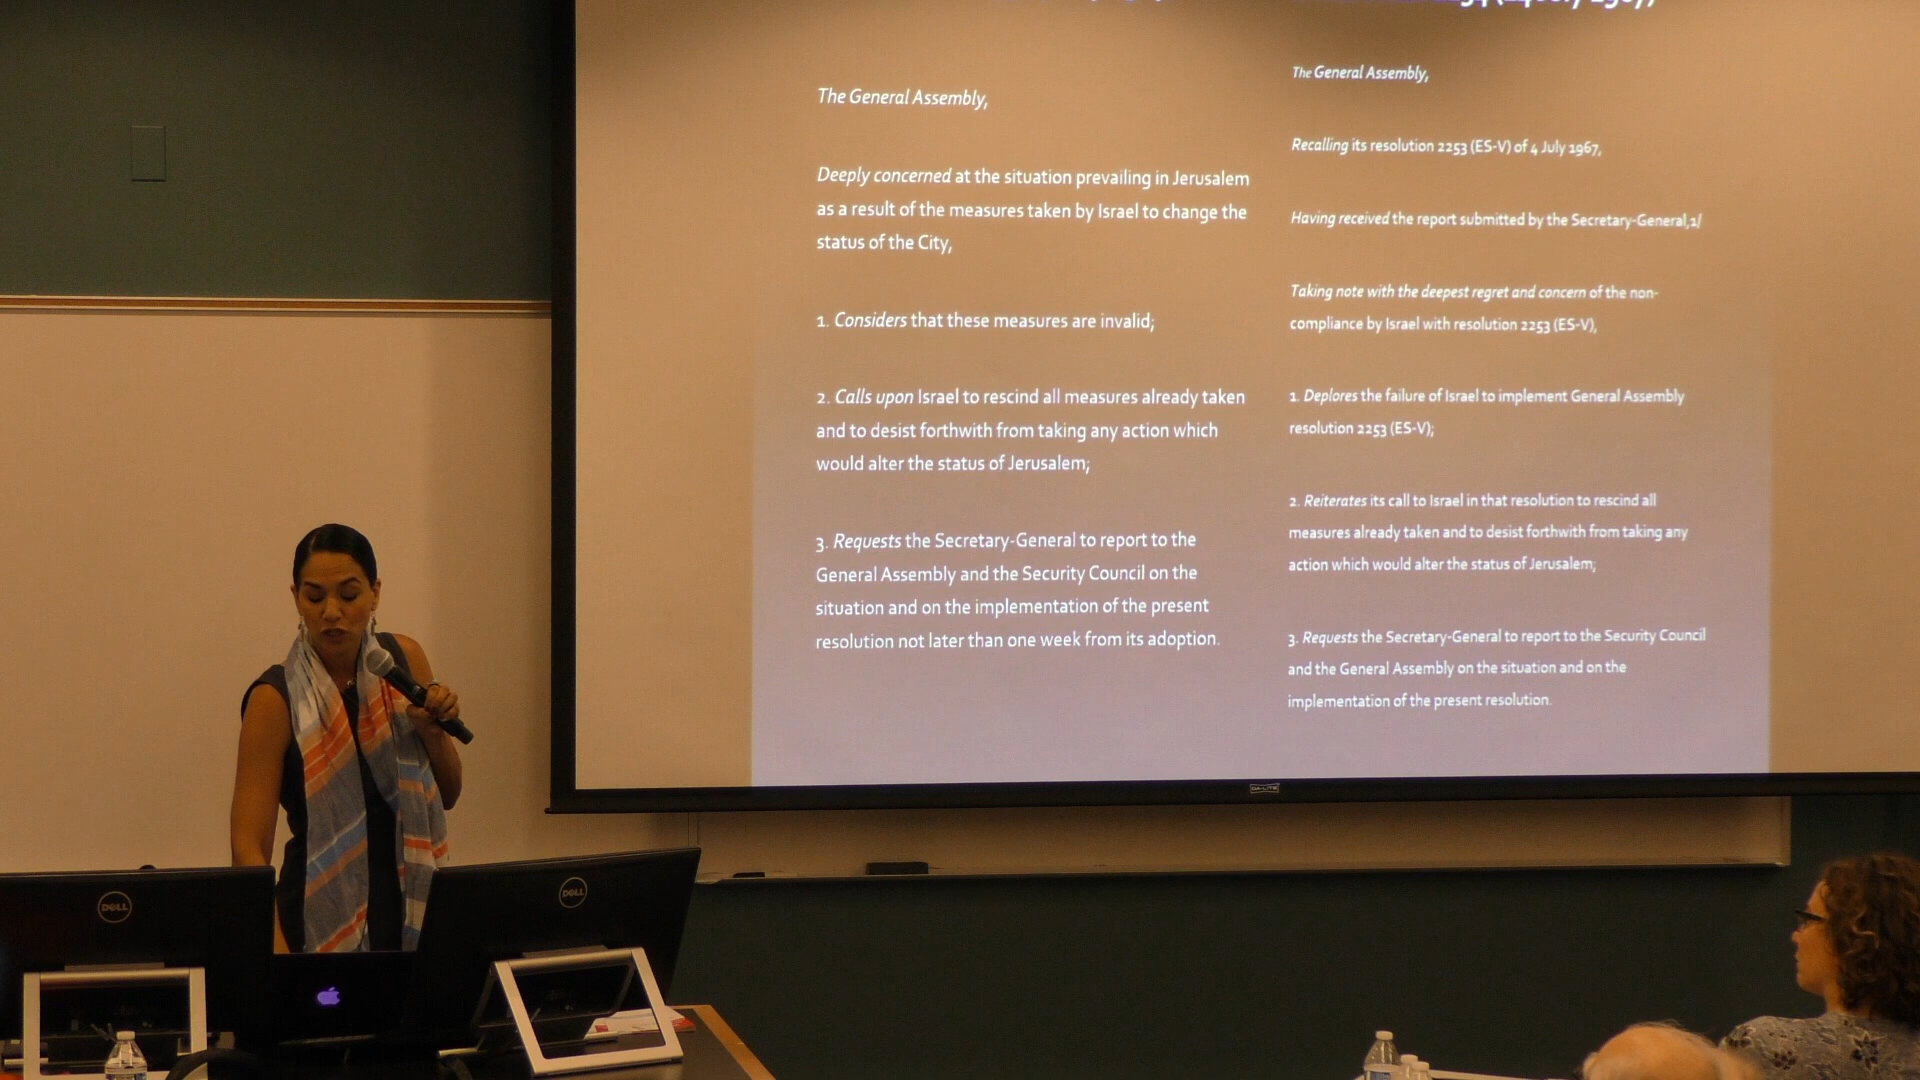 The General Assembly,
Deeply concerned at the situation prevailing in Jerusalem
as a result of the measures taken by Israel to change the
status of the City,
1. Considers that these measures are invalid;
2. Calls upon Israel to rescind all measures already taken
and to desist forthwith from taking any action which
would alter the status of Jerusalem;
3. Requests the Secretary-General to report to the
General Assembly and the Security Council on the
situation and on the implementation of the present
resolution not later than one week from its adoption.
The General Assembly,
Recalling its resolution 2253 (ES-V) of 4 July 1967,
Having received the report submitted by the Secretary-General,1/
Taking note with the deepest regret and concern of the non-
compliance by Israel with resolution 2253 (ES-V),
1. Deplores the failure of Israel to implement General Assembly
resolution 2253 (ES-V);
2. Reiterates its call to Israel in that resolution to rescind all
measures already taken and to desist forthwith from taking any
action which would alter the status of Jerusalem;
3. Requests the Secretary-General to report to the Security Council
and the General Assembly on the situation and on the
implementation of the present resolution.
DA-LITE
DELL
DELL